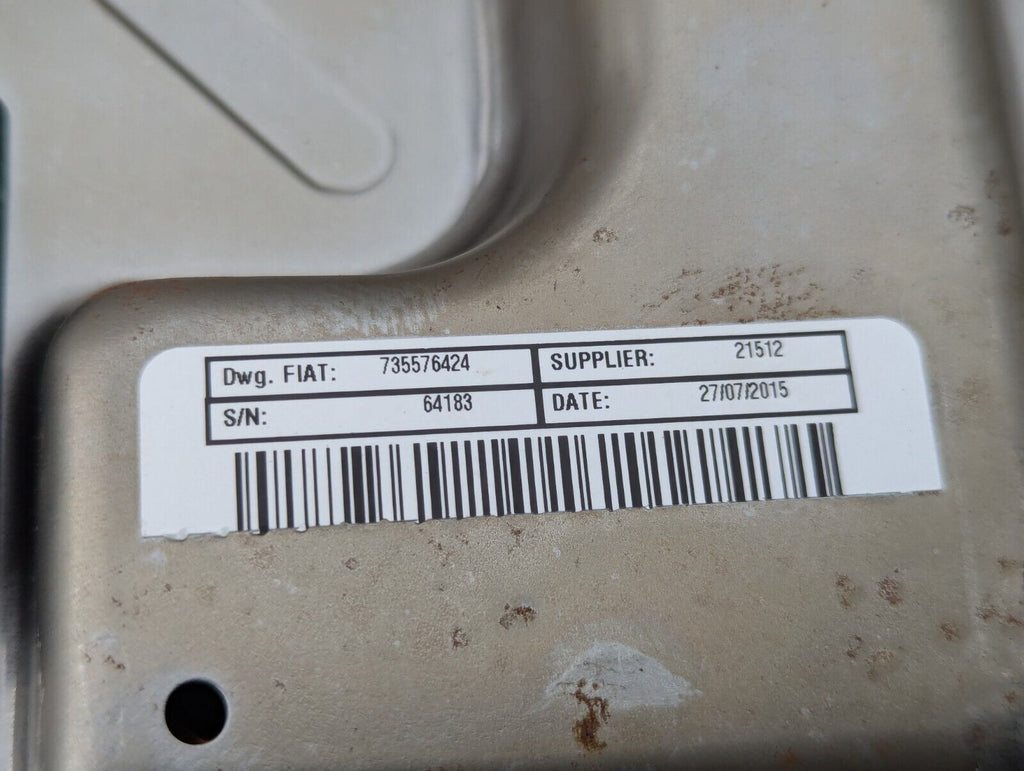 Dwg. FIAT: 735576424 SUPPLIER: 21512
S/N: 64183 DATE: 27/07/2015